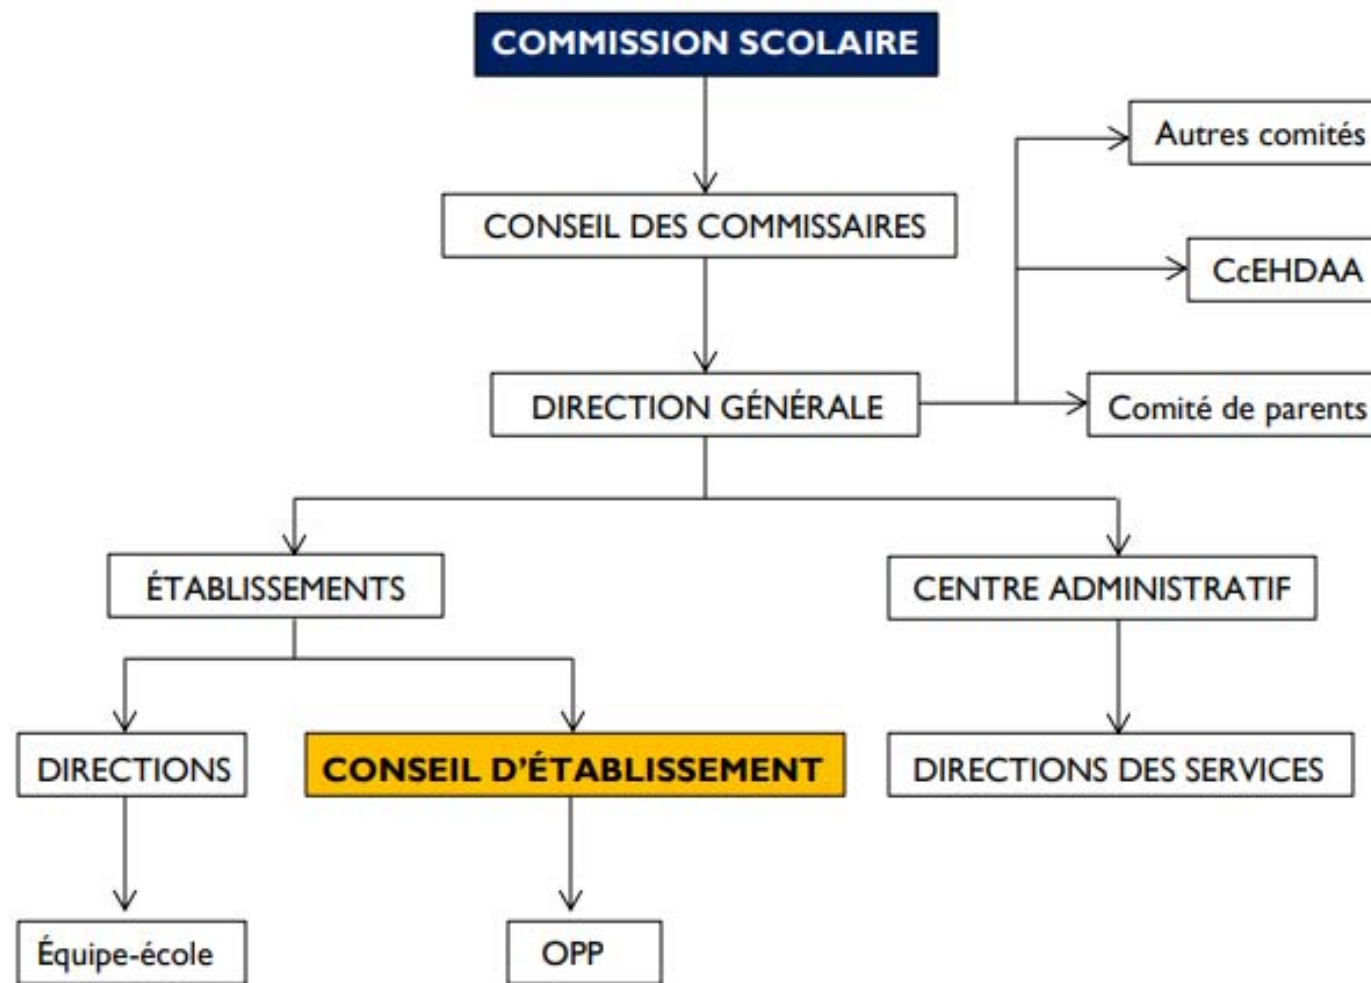 COMMISSION SCOLAIRE
Autres comités
CONSEIL DES COMMISSAIRES
CcEHDAA
DIRECTION GÉNÉRALE
Comité de parents
ÉTABLISSEMENTS
CENTRE ADMINISTRATIF
DIRECTIONS
CONSEIL D’ÉTABLISSEMENT
DIRECTIONS DES SERVICES
Équipe-école
OPP